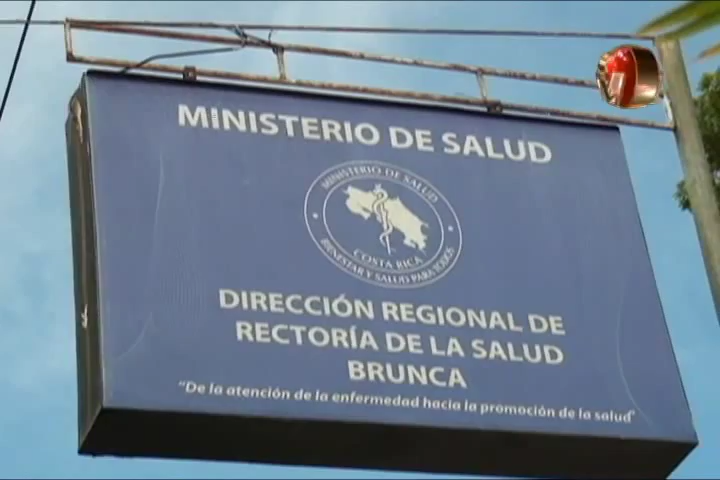 MINISTERIO DE SALUD
MINISTERIO DE SALUD
COSTA RICA
BIENESTAR Y SALUD PARA TODOS
DIRECCIÓN REGIONAL DE
RECTORÍA DE LA SALUD
BRUNCA
“De la atención de la enfermedad hacia la promoción de la salud”
1